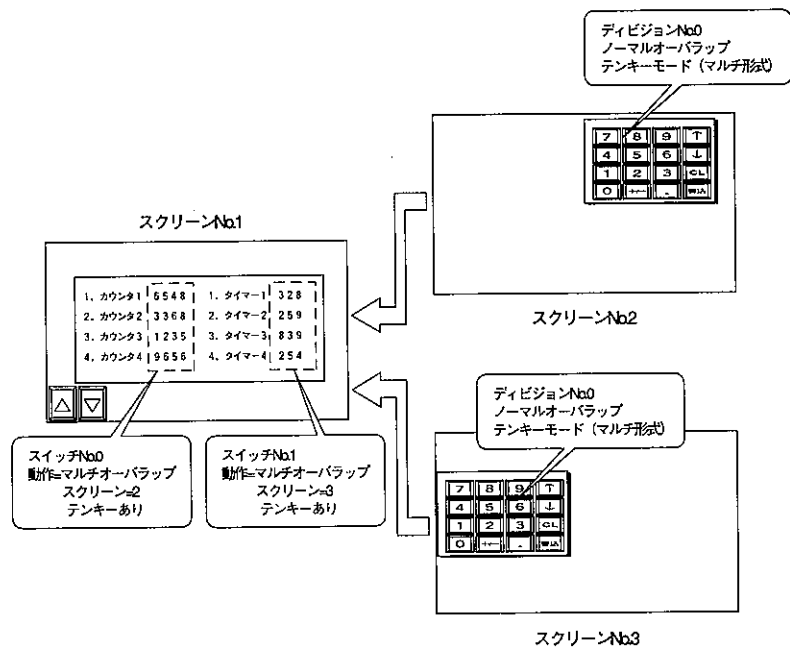 ディビジョンNo.0
ノーマルオーバラップ
テンキーモード（マルチ形式）
7 8 9 ↑
4 5 6 ↓
1 2 3 CL
0 +/− .
スクリーンNo.2
スクリーンNo.1
1. カウンタ1 6548 1. タイマー1 328
2. カウンタ2 3368 2. タイマー2 259
3. カウンタ3 1235 3. タイマー3 839
4. カウンタ4 9656 4. タイマー4 254
△ ▽
スイッチNo.0
動作=マルチオーバラップ
スクリーン=2
テンキーあり
スイッチNo.1
動作=マルチオーバラップ
スクリーン=3
テンキーあり
ディビジョンNo.0
ノーマルオーバラップ
テンキーモード（マルチ形式）
7 8 9 ↑
4 5 6 ↓
1 2 3 CL
0 +/− .
スクリーンNo.3